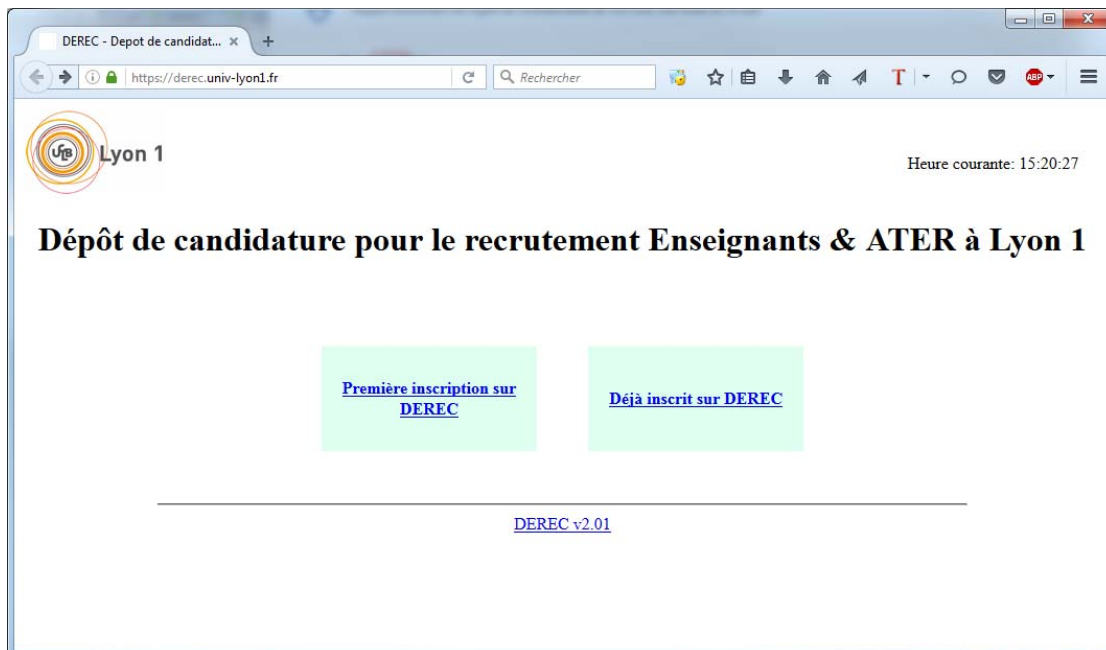 DEREC - Depot de candidat...
https://derec.univ-lyon1.fr
Rechercher
T
ABP
UCB Lyon 1
Heure courante: 15:20:27
Dépôt de candidature pour le recrutement Enseignants & ATER à Lyon 1
Première inscription sur
DEREC
Déjà inscrit sur DEREC
DEREC v2.01